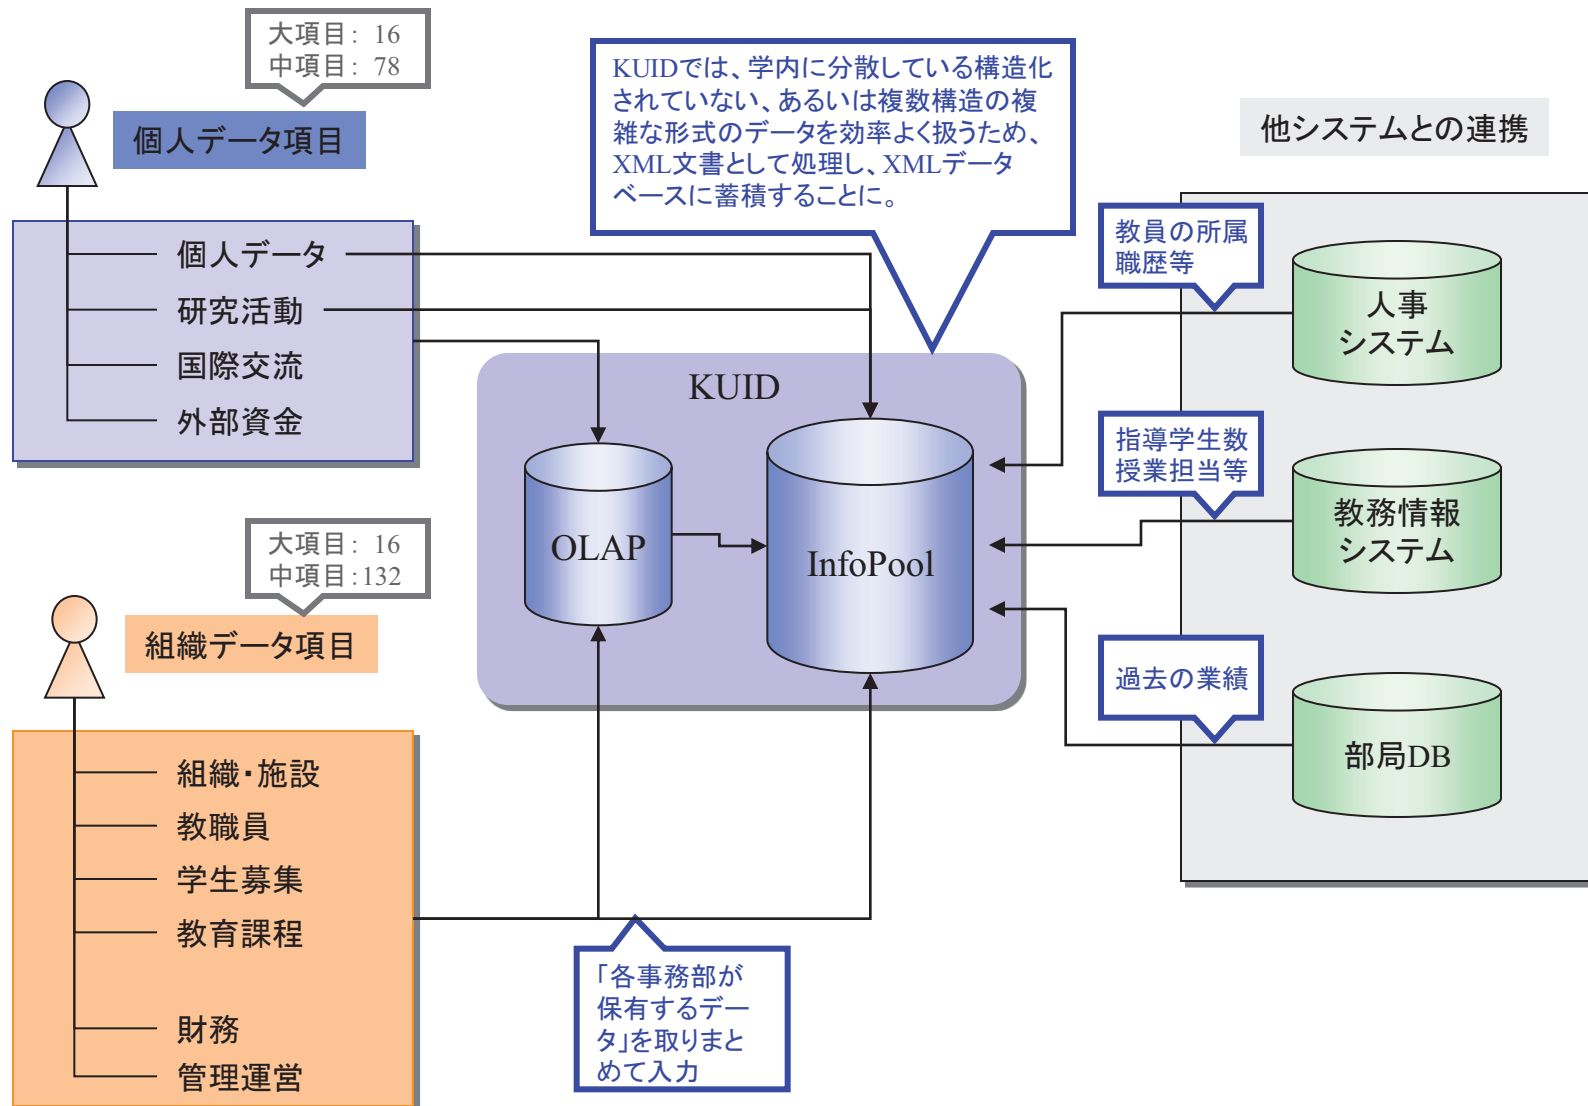 大項目： 16
中項目： 78
個人データ項目
個人データ
研究活動
国際交流
外部資金
大項目： 16
中項目：132
組織データ項目
組織・施設
教職員
学生募集
教育課程
財務
管理運営
KUIDでは、学内に分散している構造化
されていない、あるいは複数構造の複
雑な形式のデータを効率よく扱うため、
XML文書として処理し、XMLデータ
ベースに蓄積することに。
KUID
OLAP
InfoPool
「各事務部が
保有するデー
タ」を取りまと
めて入力
他システムとの連携
教員の所属
職歴等
人事
システム
指導学生数
授業担当等
教務情報
システム
過去の業績
部局DB